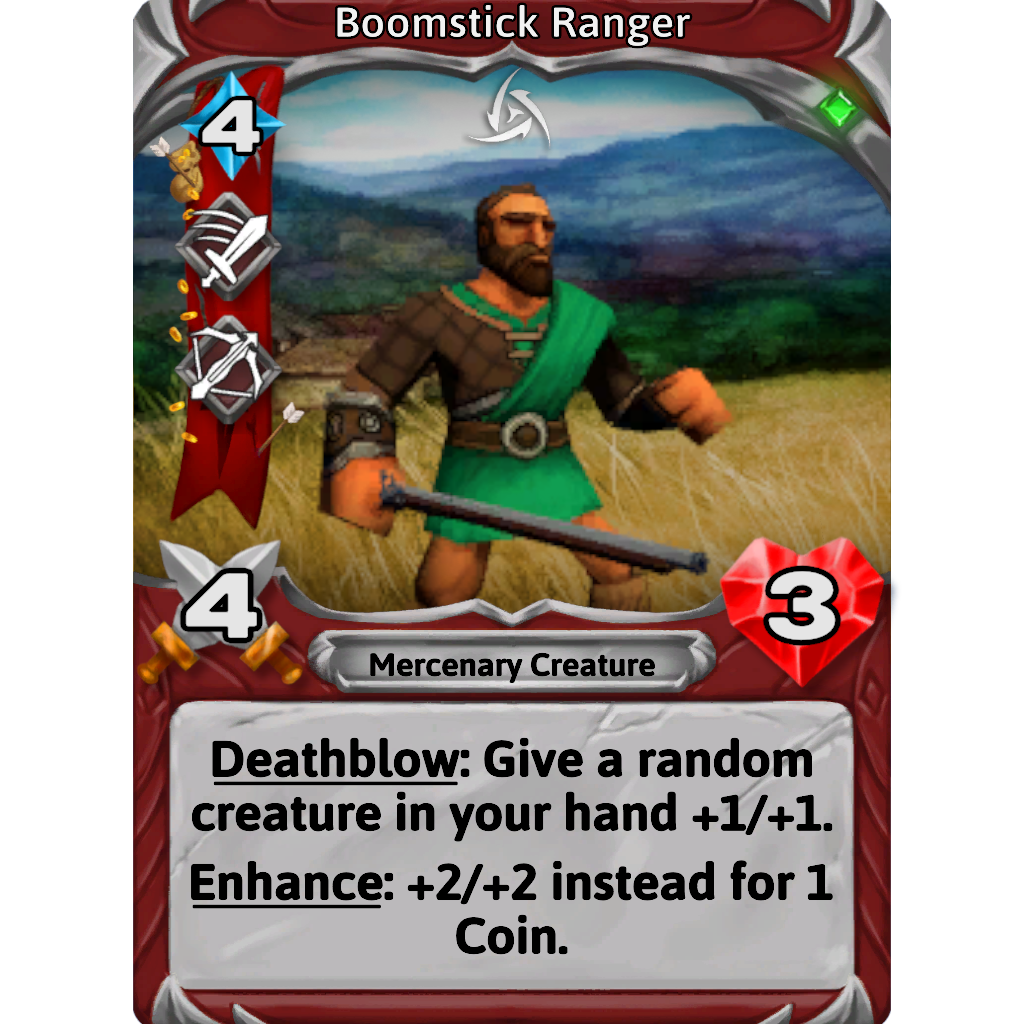 Boomstick Ranger
4
4
3
Mercenary Creature
Deathblow: Give a random
creature in your hand +1/+1.
Enhance: +2/+2 instead for 1
Coin.